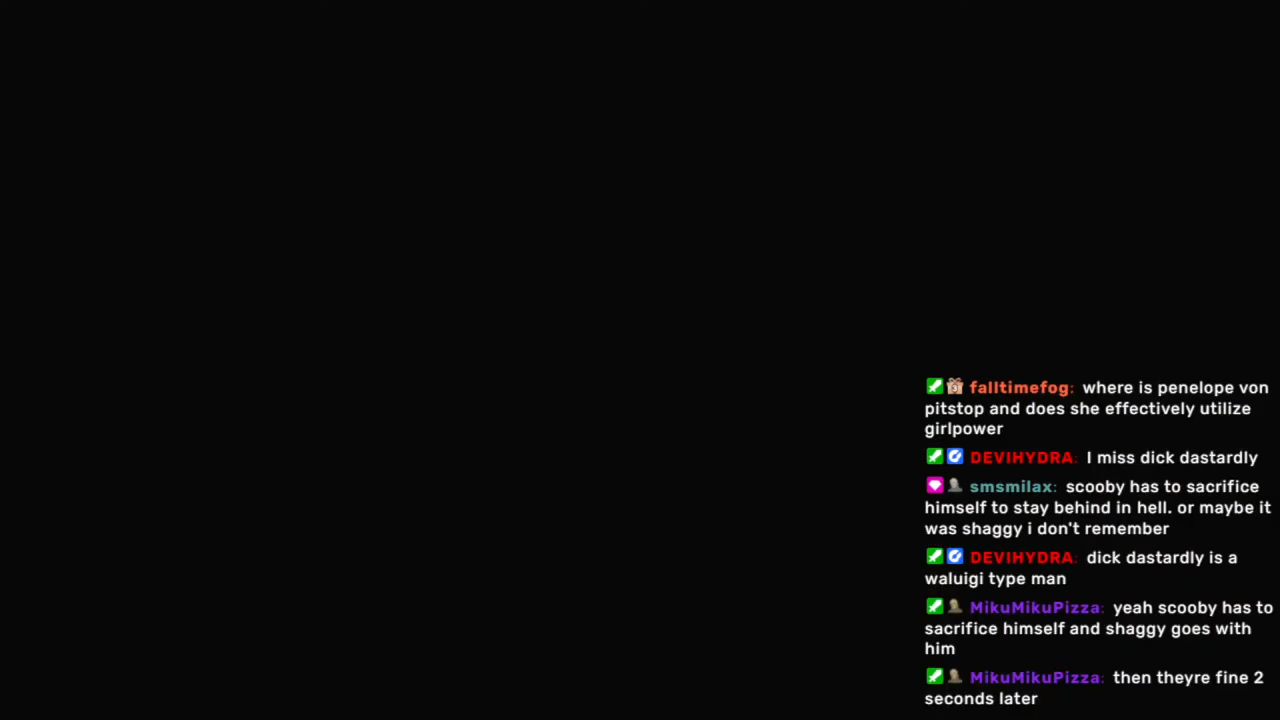 falltimefog: where is penelope von
pitstop and does she effectively utilize
girlpower
DEVIHYDRA: I miss dick dastardly
smsmilax: scooby has to sacrifice
himself to stay behind in hell. or maybe it
was shaggy i don't remember
DEVIHYDRA: dick dastardly is a
waluigi type man
MikuMikuPizza: yeah scooby has to
sacrifice himself and shaggy goes with
him
MikuMikuPizza: then theyre fine 2
seconds later